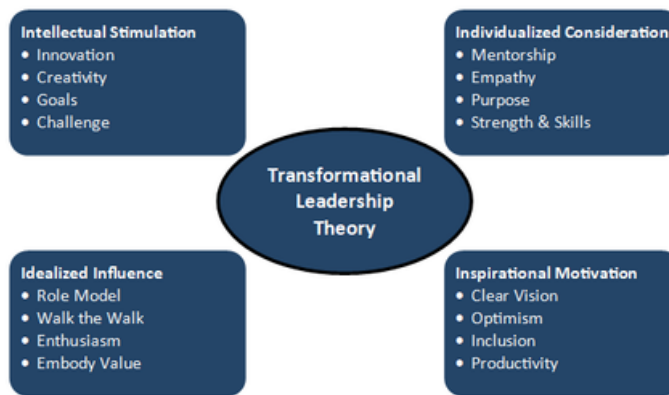 Intellectual Stimulation
• Innovation
• Creativity
• Goals
• Challenge
Individualized Consideration
• Mentorship
• Empathy
• Purpose
• Strength & Skills
Transformational
Leadership
Theory
Idealized Influence
• Role Model
• Walk the Walk
• Enthusiasm
• Embody Value
Inspirational Motivation
• Clear Vision
• Optimism
• Inclusion
• Productivity